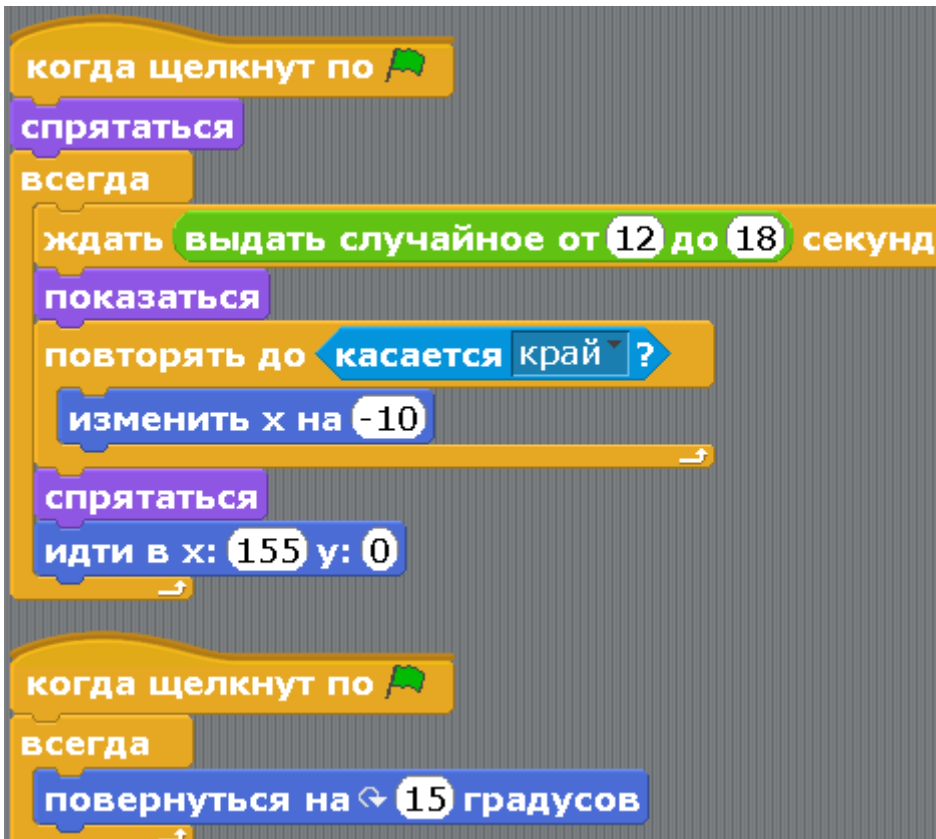 когда щелкнут по
спрятаться
всегда
ждать выдать случайное от 12 до 18 секунд
показаться
повторять до касается край ?
изменить x на -10
спрятаться
идти в x: 155 y: 0
когда щелкнут по
всегда
повернуться на 15 градусов